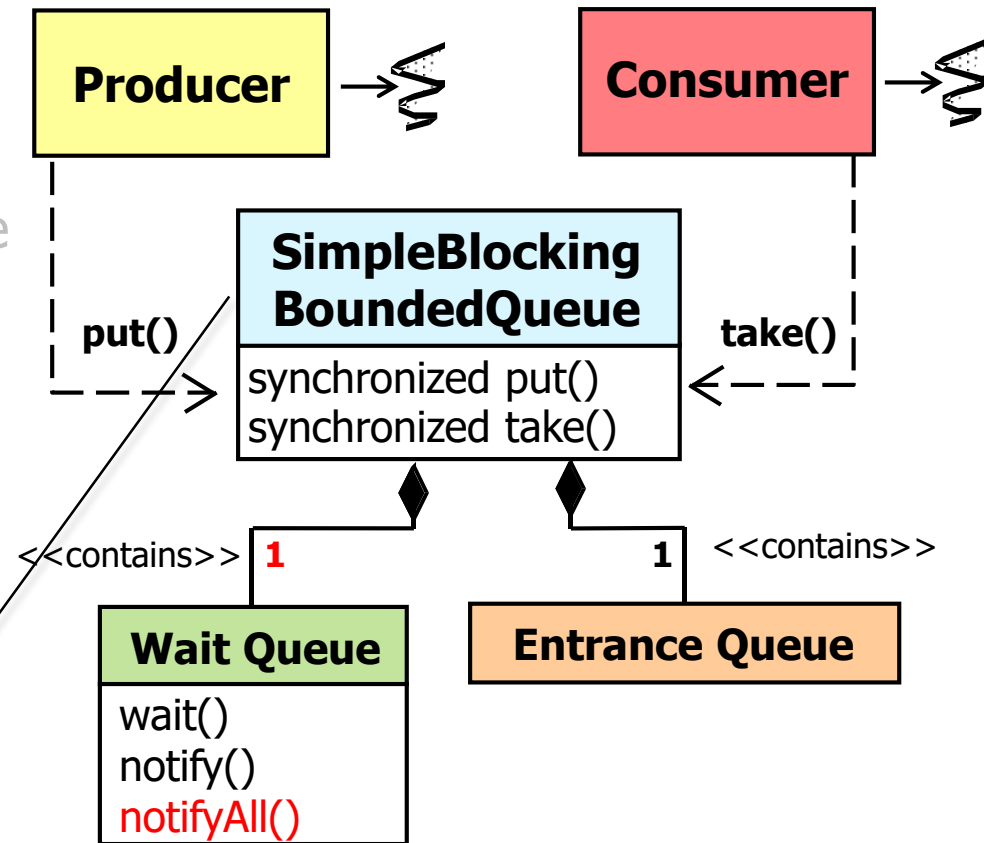 Producer
Consumer
e
SimpleBlocking
BoundedQueue
put()
take()
synchronized put()
synchronized take()
<<contains>>
1
1
<<contains>>
Wait Queue
Entrance Queue
wait()
notify()
notifyAll()